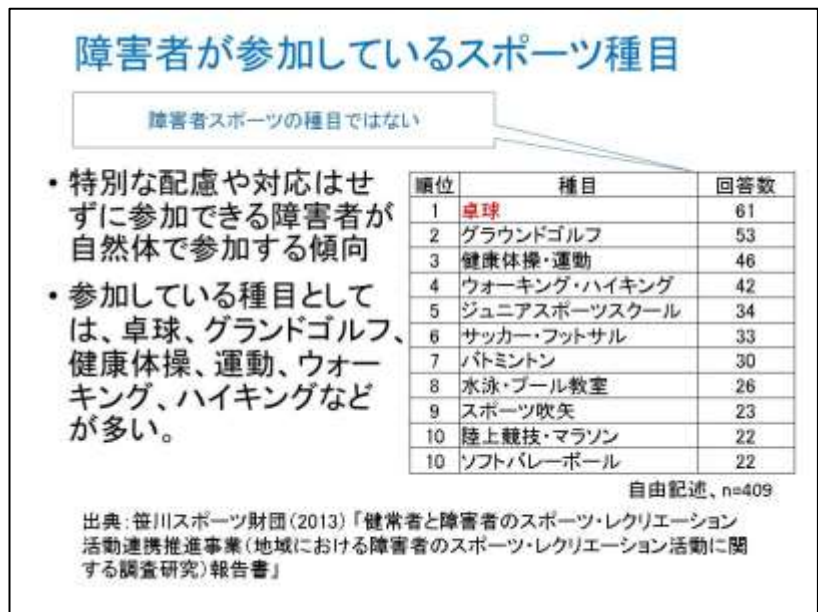 障害者が参加しているスポーツ種目
障害者スポーツの種目ではない
• 特別な配慮や対応はせ
ずに参加できる障害者が
自然体で参加する傾向
• 参加している種目として
は、卓球、グランドゴルフ、
健康体操、運動、ウォー
キング、ハイキングなど
が多い。
順位 種目 回答数
1 卓球 61
2 グラウンドゴルフ 53
3 健康体操・運動 46
4 ウォーキング・ハイキング 42
5 ジュニアスポーツスクール 34
6 サッカー・フットサル 33
7 バトミントン 30
8 水泳・プール教室 26
9 スポーツ吹矢 23
10 陸上競技・マラソン 22
10 ソフトバレーボール 22
自由記述、n=409
出典:笹川スポーツ財団(2013)「健常者と障害者のスポーツ・レクリエーション
活動連携推進事業(地域における障害者のスポーツ・レクリエーション活動に関
する調査研究)報告書」